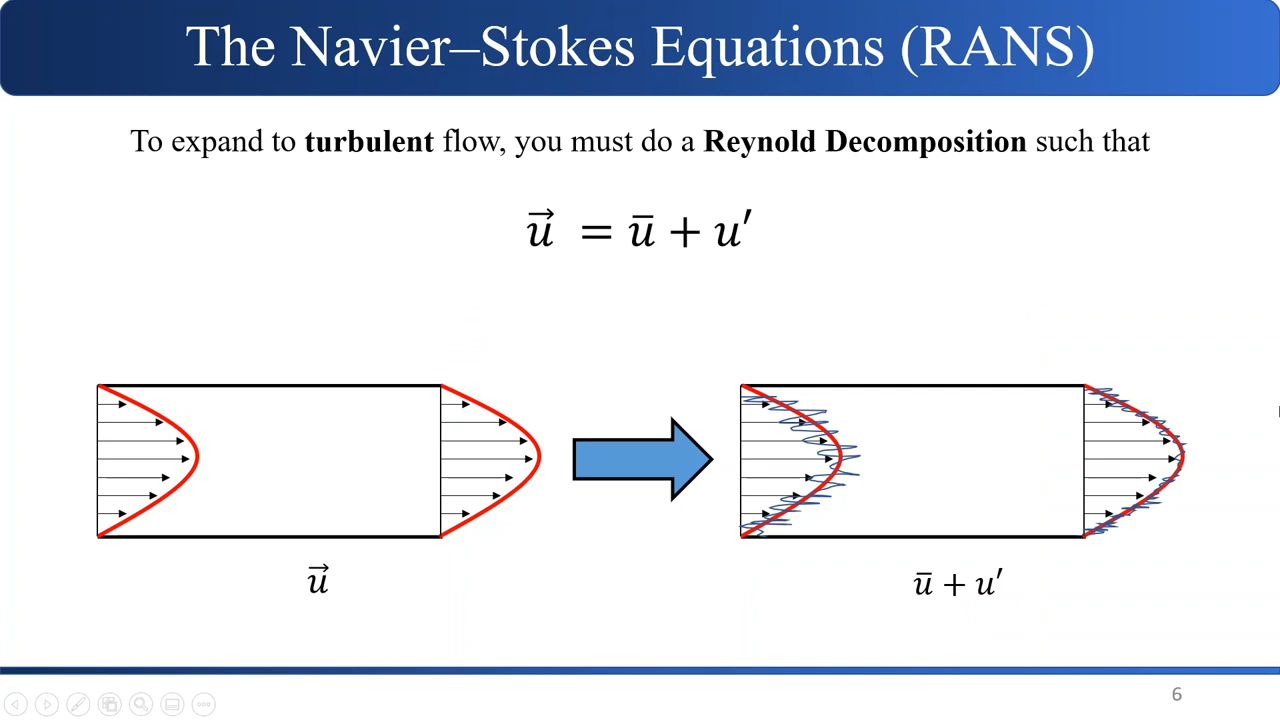 The Navier–Stokes Equations (RANS)
To expand to turbulent flow, you must do a Reynold Decomposition such that
u⃗ = ū + u′
u⃗
ū + u′
6